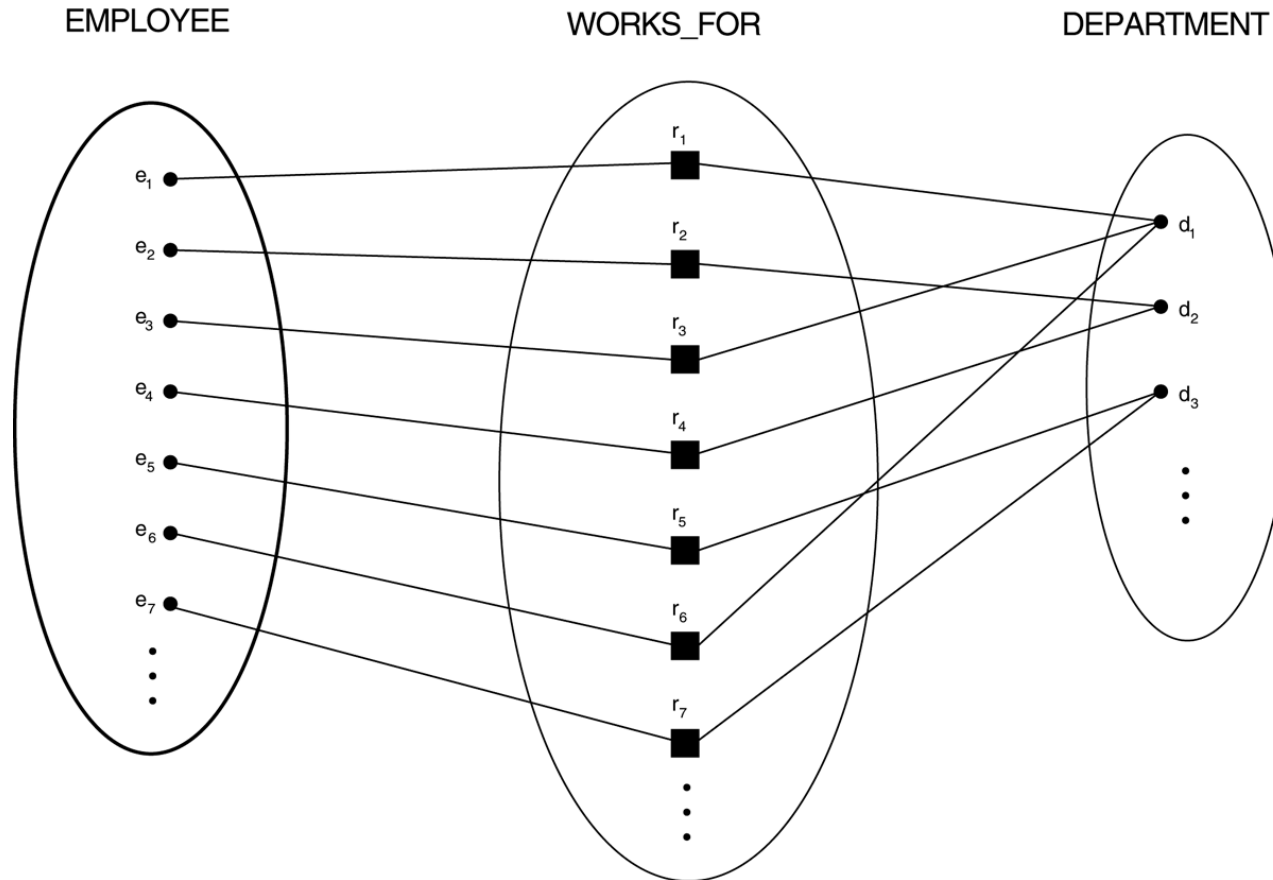 EMPLOYEE WORKS_FOR DEPARTMENT
e₁
e₂
e₃
e₄
e₅
e₆
e₇
r₁
r₂
r₃
r₄
r₅
r₆
r₇
d₁
d₂
d₃